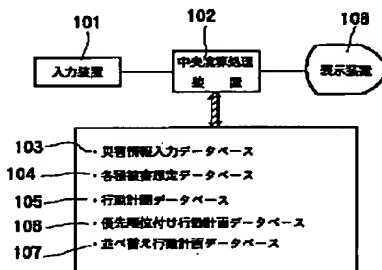 101
102
108
入力装置
中央演算処理
装置
表示装置
103
・災害情報入力データベース
104
・各種被害想定データベース
105
・行動計画データベース
106
・優先順位付け行動計画データベース
107
・並べ替え行動計画データベース